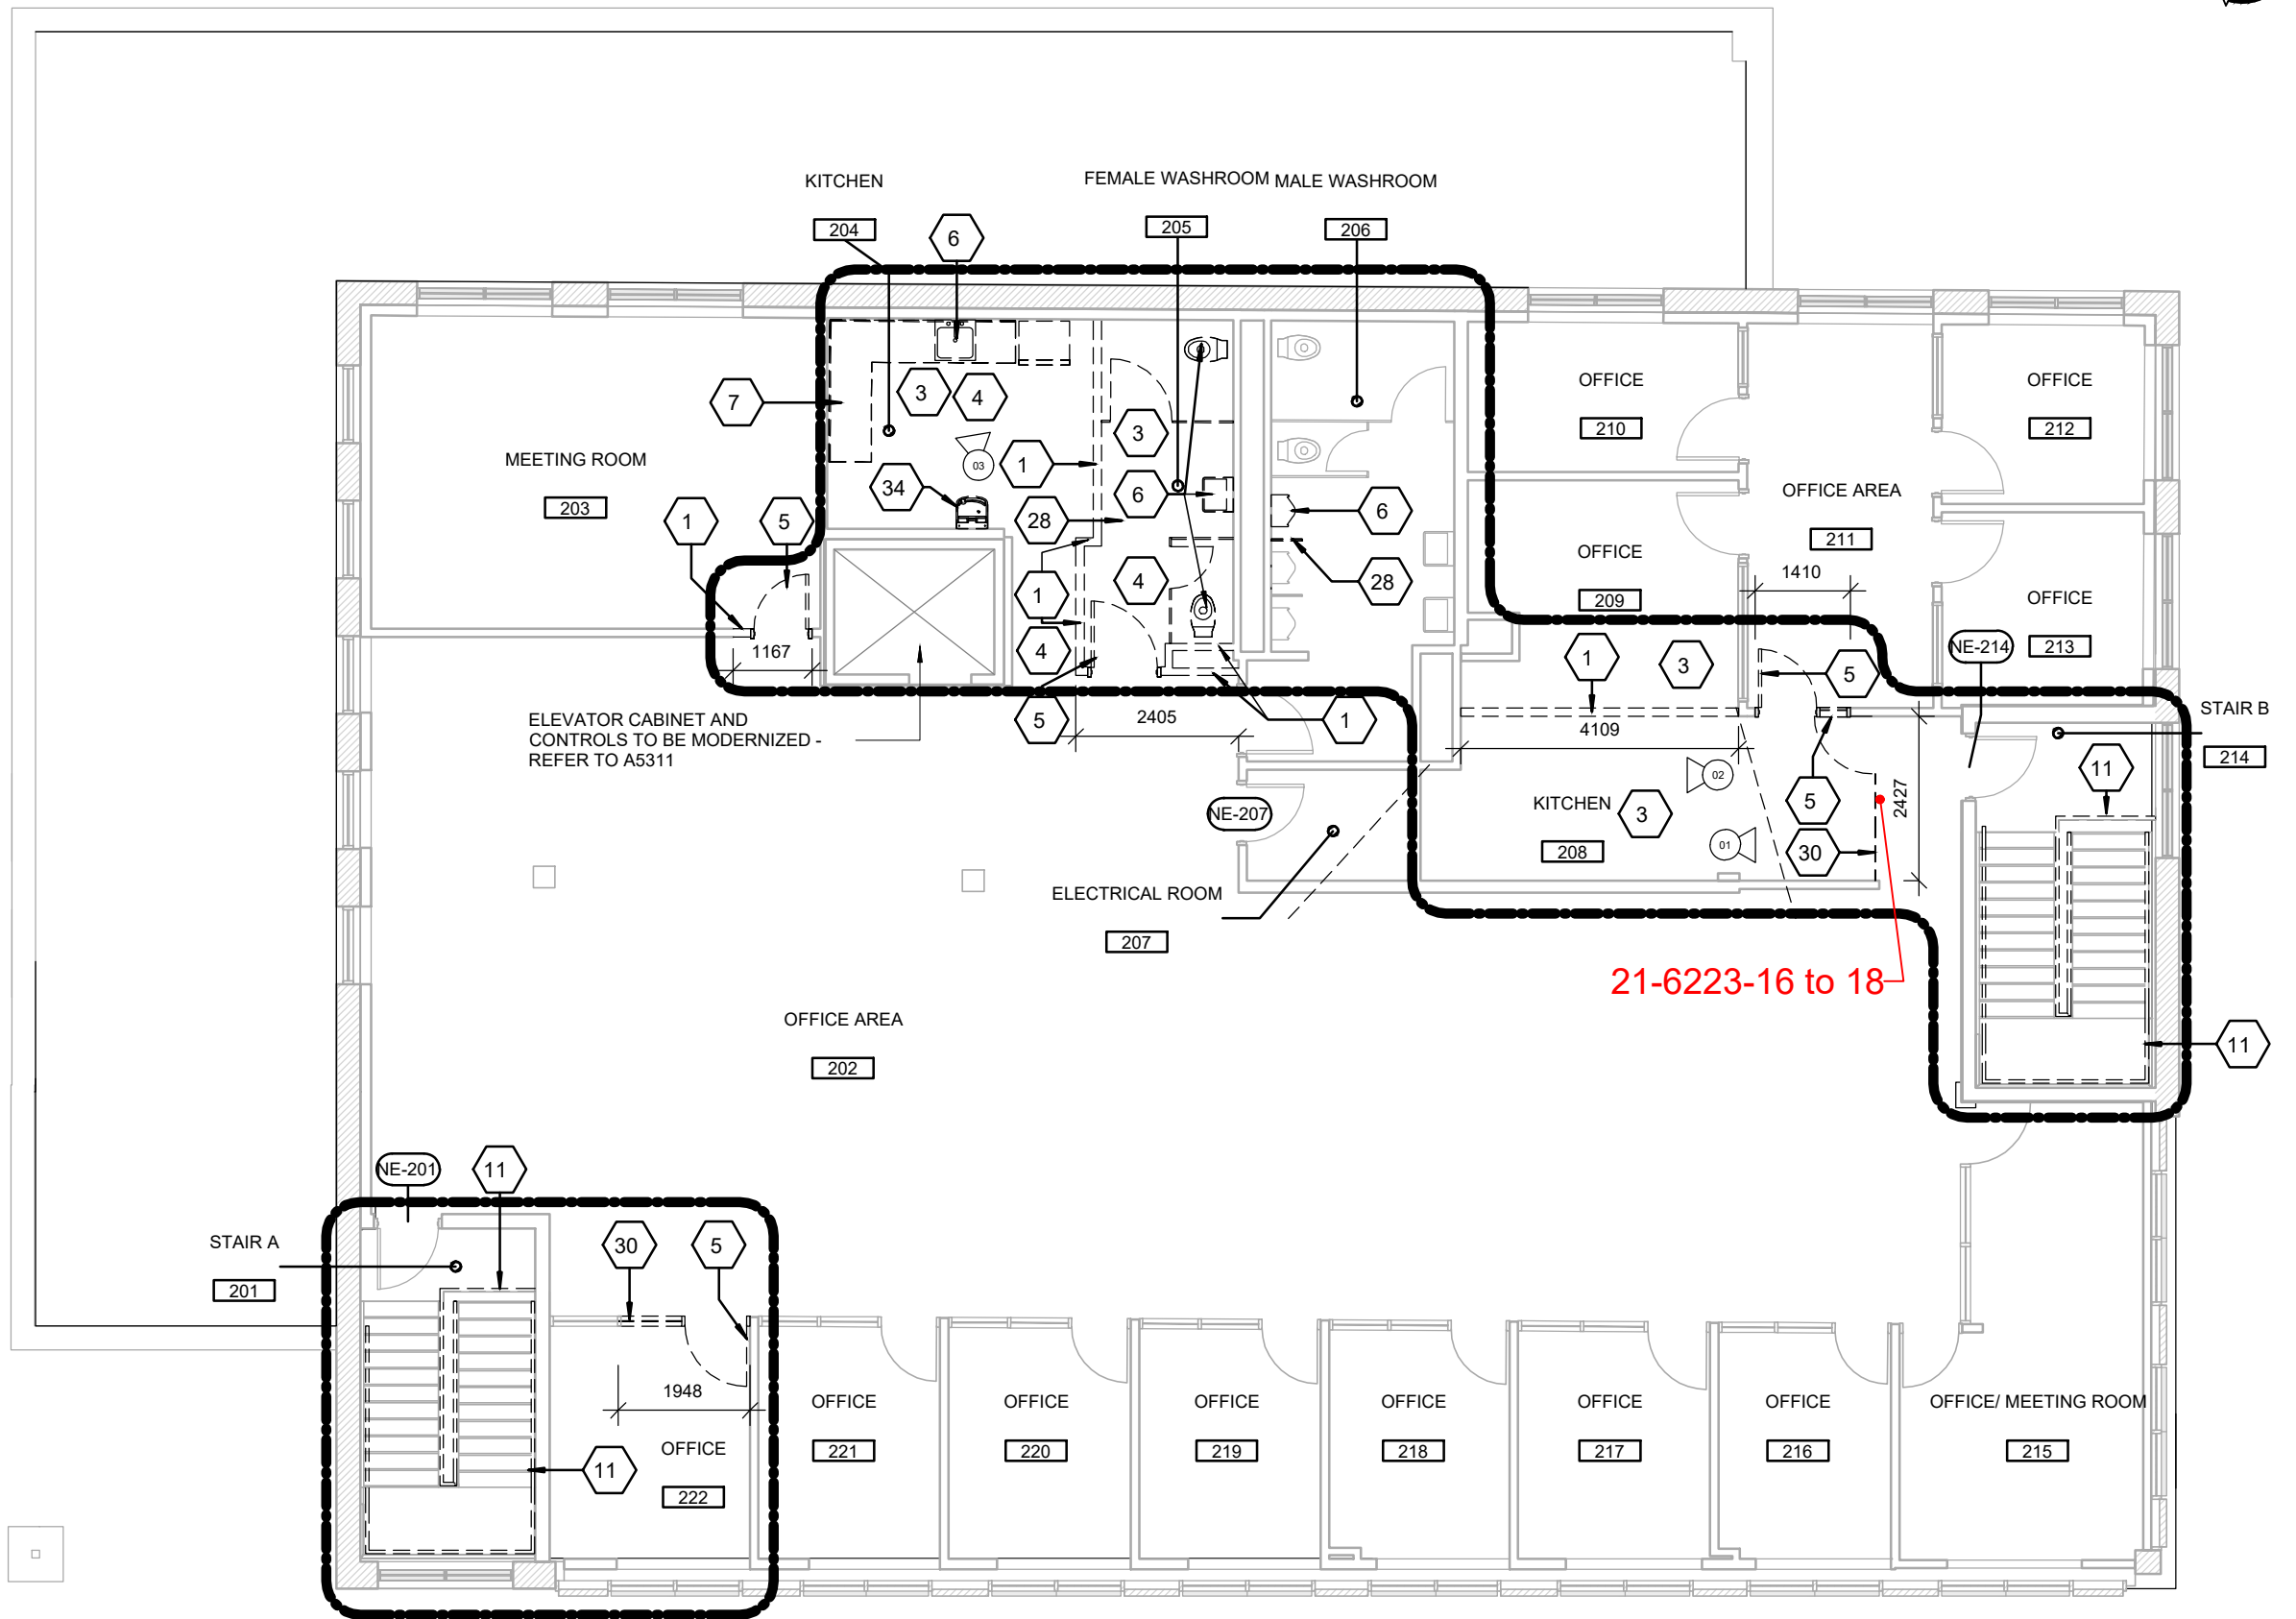 KITCHEN
FEMALE WASHROOM
MALE WASHROOM
204
6
205
206
7
3
4
3
OFFICE
210
OFFICE
212
MEETING ROOM
203
03
1
34
6
28
6
OFFICE AREA
211
1
5
OFFICE
209
1410
4
28
1
OFFICE
213
NE-214
1167
4
1
3
5
STAIR B
214
ELEVATOR CABINET AND
CONTROLS TO BE MODERNIZED -
REFER TO A5311
5
2405
1
4109
02
11
NE-207
KITCHEN
3
5
2427
208
01
30
ELECTRICAL ROOM
207
21-6223-16 to 18
OFFICE AREA
202
11
NE-201
11
STAIR A
201
30
5
1948
OFFICE
222
11
OFFICE
221
OFFICE
220
OFFICE
219
OFFICE
218
OFFICE
217
OFFICE
216
OFFICE/ MEETING ROOM
215